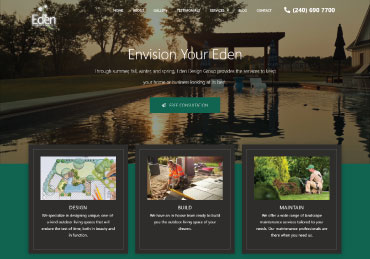 Eden
HOME ABOUT GALLERY TESTIMONIALS SERVICES BLOG CONTACT (240) 690 7700
Envision Your Eden
Through summer, fall, winter, and spring, Eden Design Group provides the services to keep
your home or business looking at its best.
FREE CONSULTATION
DESIGN
We specialize in designing unique, one-of-
a-kind outdoor living spaces that will
endure the test of time, both in beauty and
in function.
BUILD
We have an in house team ready to build
you the outdoor living space of your
dreams.
MAINTAIN
We offer a wide range of landscape
maintenance services tailored to your
needs. Our maintenance professionals are
there when you need us.